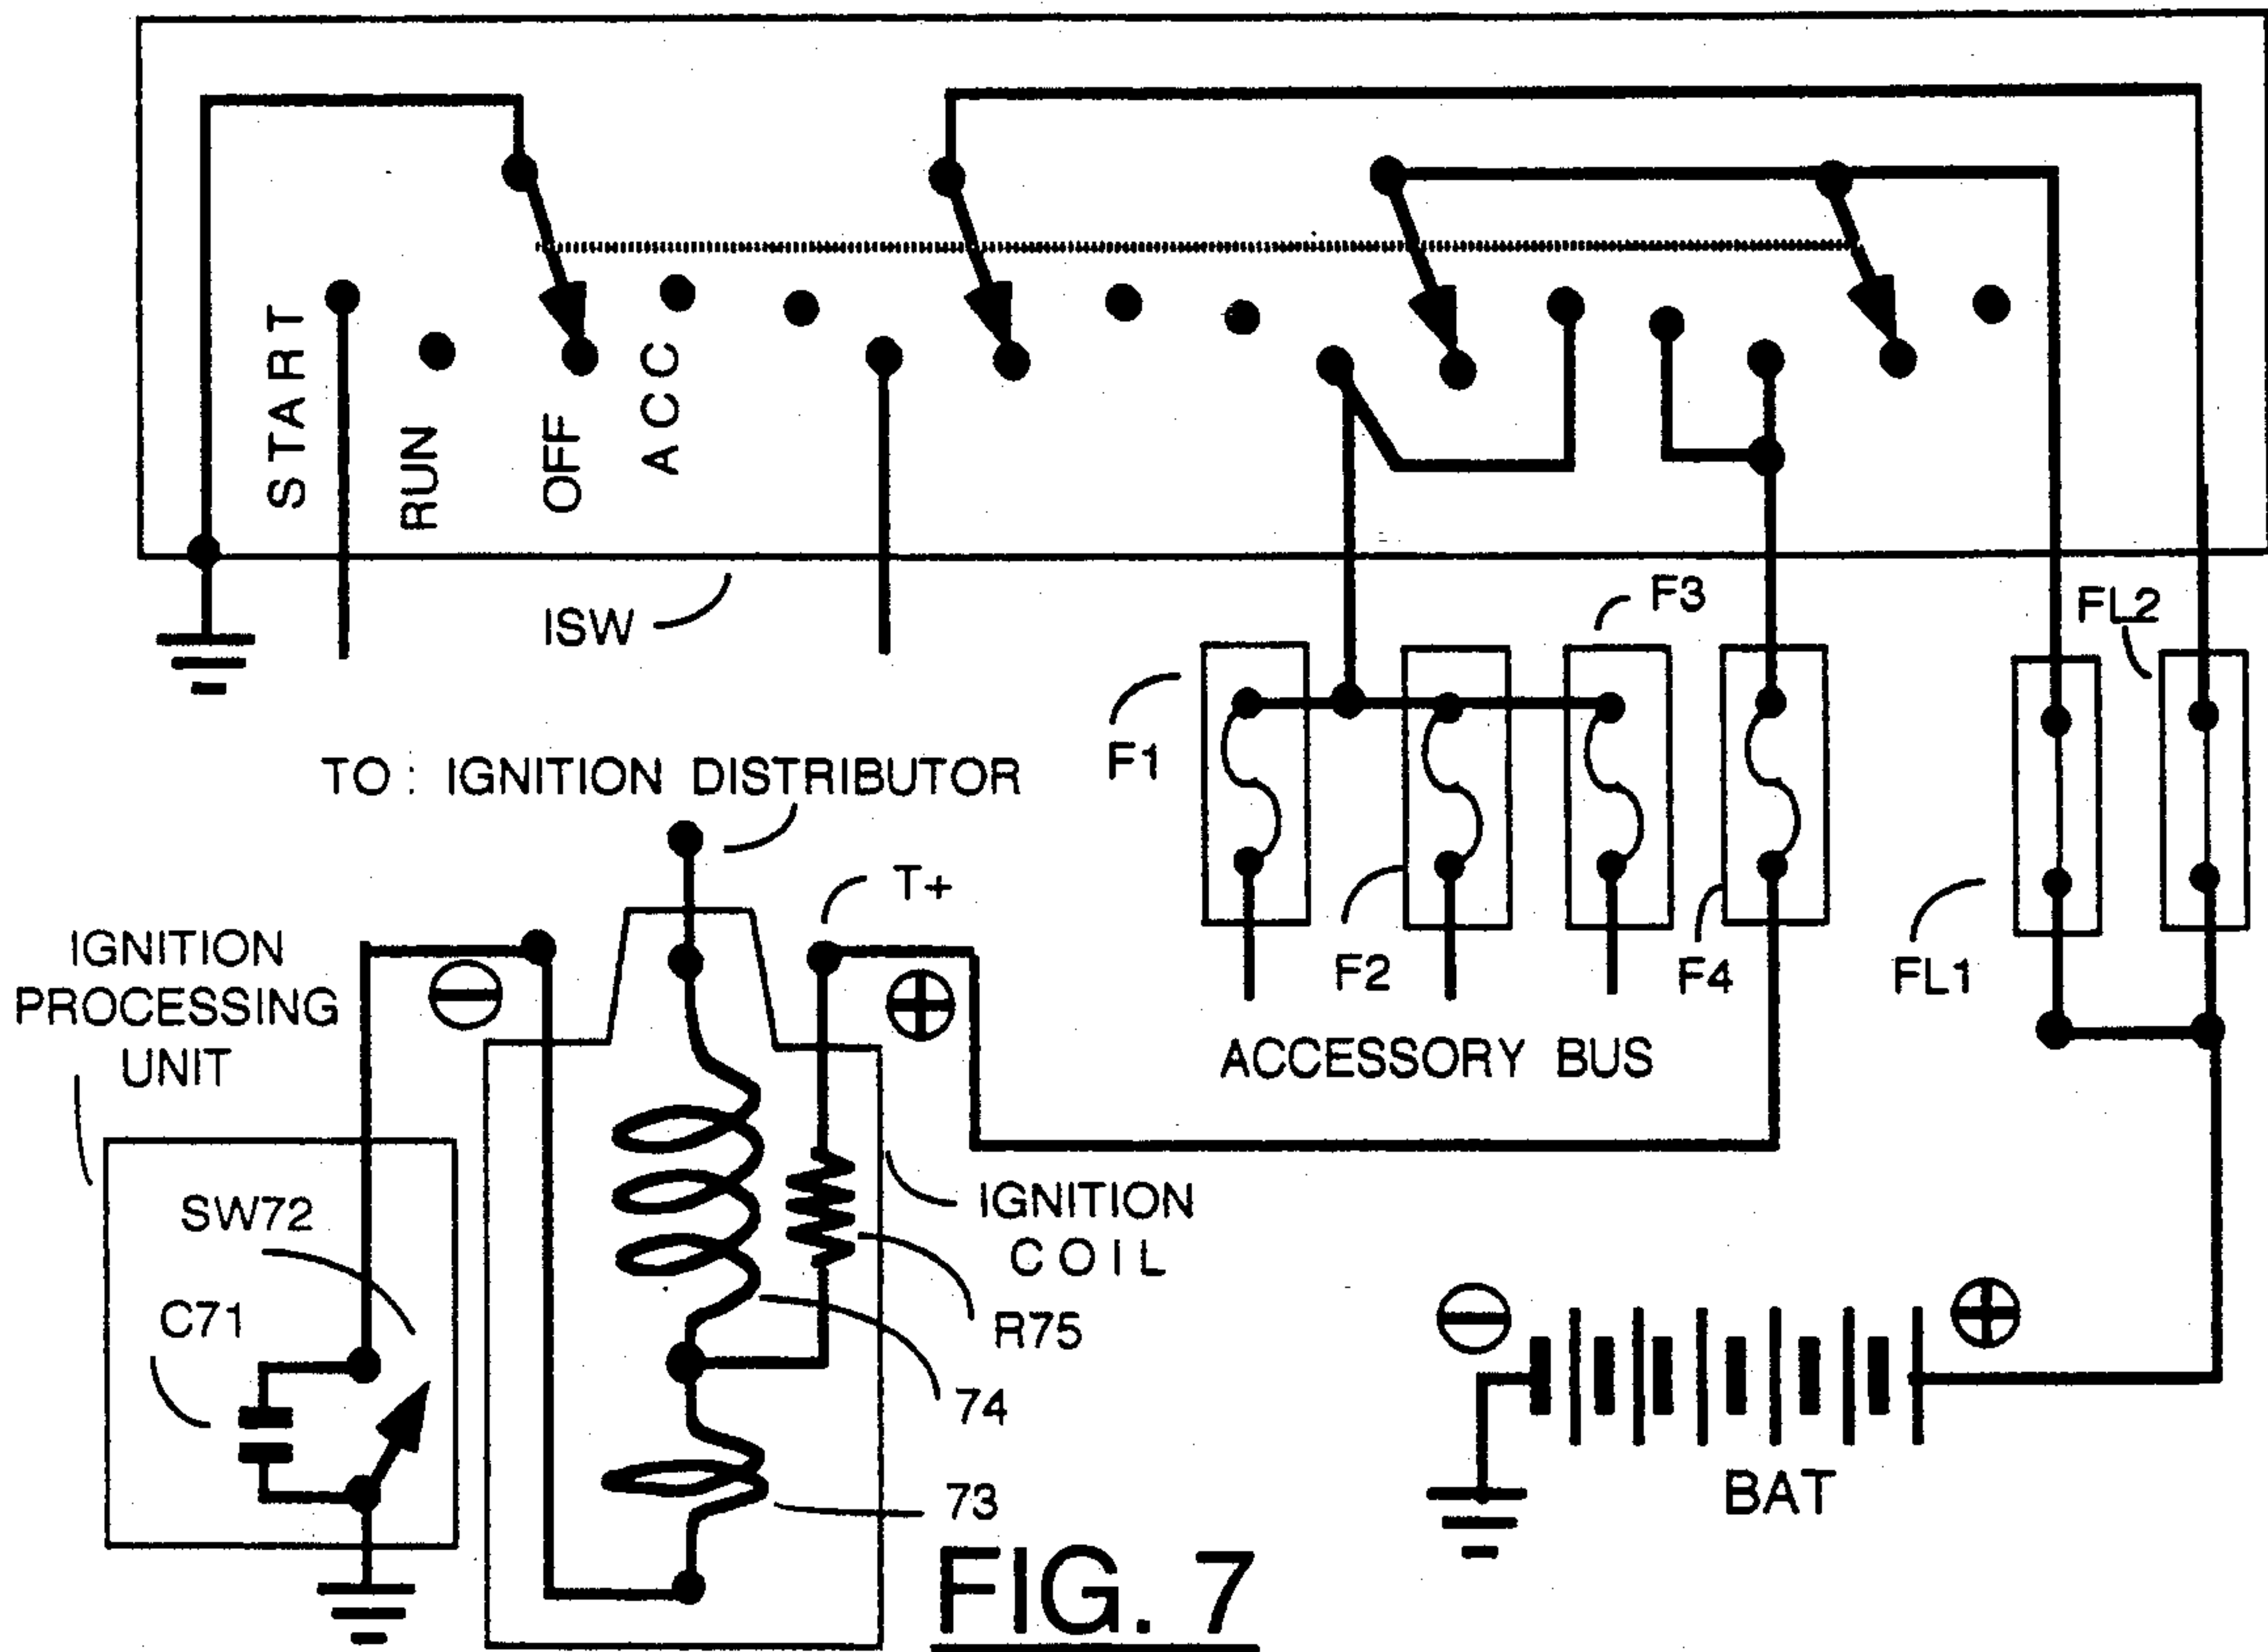 START
RUN
OFF
ACC
ISW
F3
FL2
F1
TO : IGNITION DISTRIBUTOR
T+
IGNITION
PROCESSING
UNIT
F2
F4
FL1
ACCESSORY BUS
SW72
IGNITION
COIL
C71
R75
74
73
BAT
FIG. 7